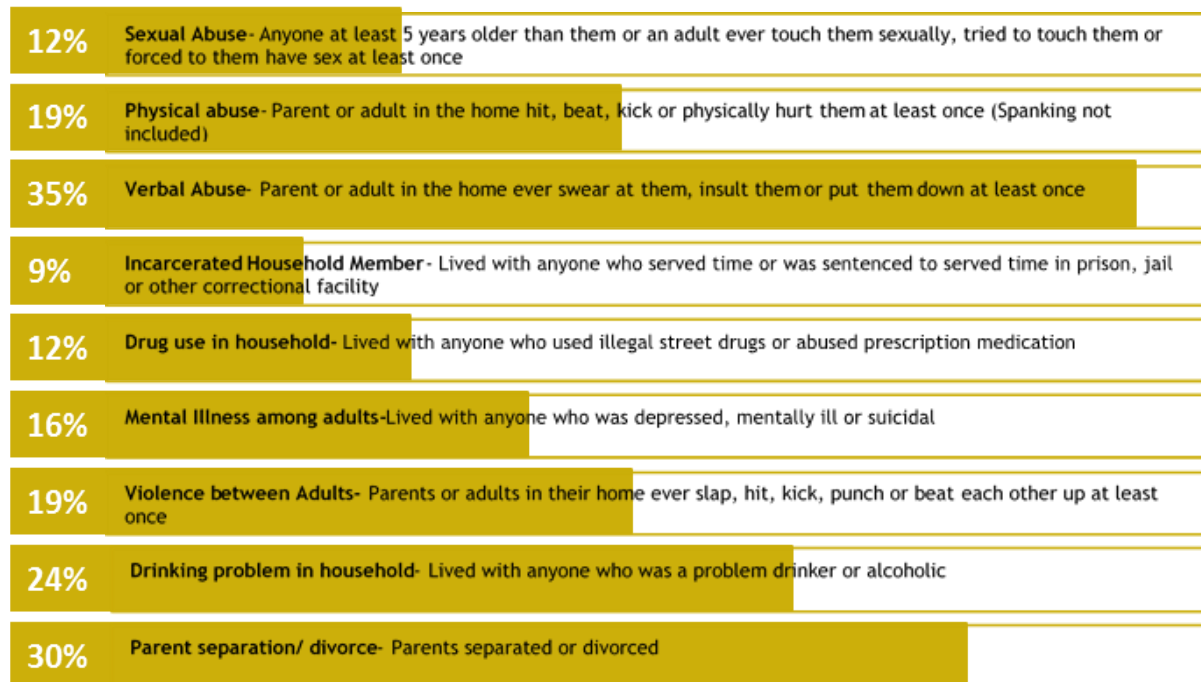 12%
Sexual Abuse- Anyone at least 5 years older than them or an adult ever touch them sexually, tried to touch them or
forced to them have sex at least once
19%
Physical abuse- Parent or adult in the home hit, beat, kick or physically hurt them at least once (Spanking not
included)
35%
Verbal Abuse- Parent or adult in the home ever swear at them, insult them or put them down at least once
9%
Incarcerated Household Member- Lived with anyone who served time or was sentenced to served time in prison, jail
or other correctional facility
12%
Drug use in household- Lived with anyone who used illegal street drugs or abused prescription medication
16%
Mental Illness among adults-Lived with anyone who was depressed, mentally ill or suicidal
19%
Violence between Adults- Parents or adults in their home ever slap, hit, kick, punch or beat each other up at least
once
24%
Drinking problem in household- Lived with anyone who was a problem drinker or alcoholic
30%
Parent separation/ divorce- Parents separated or divorced